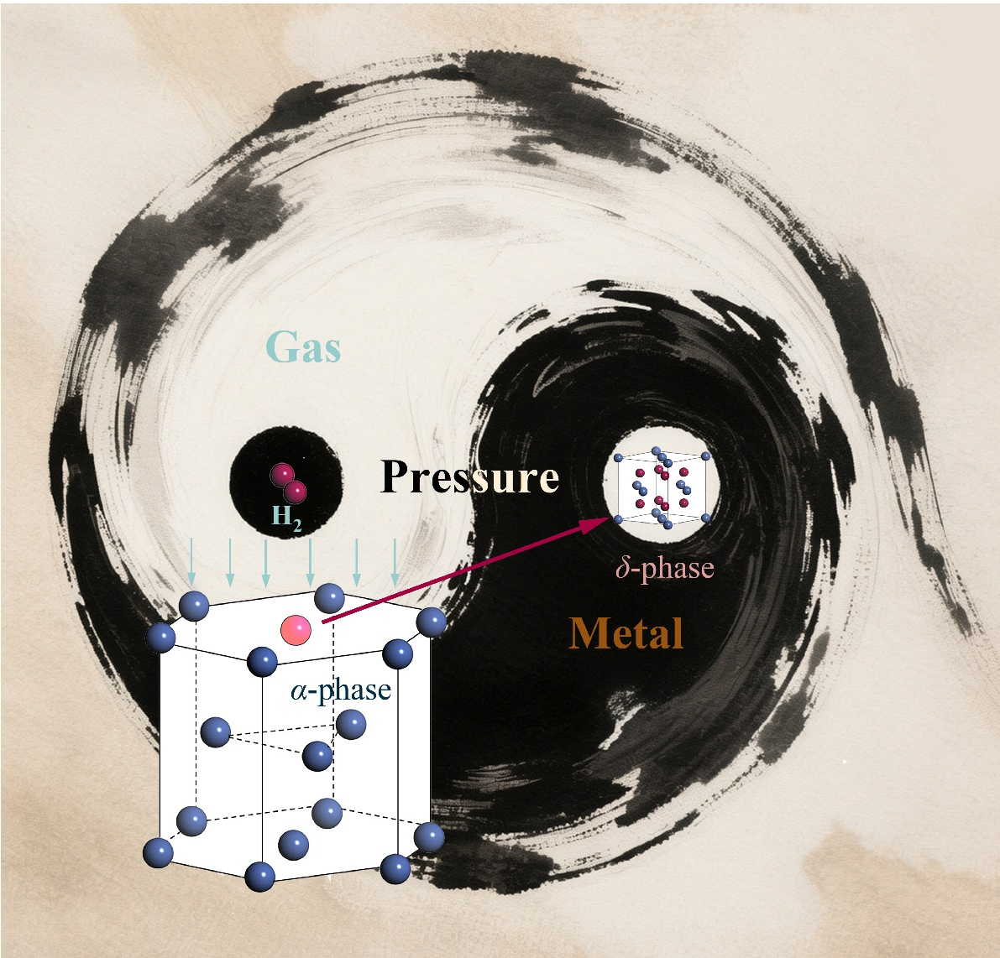 Gas
Pressure
H₂
δ-phase
Metal
α-phase